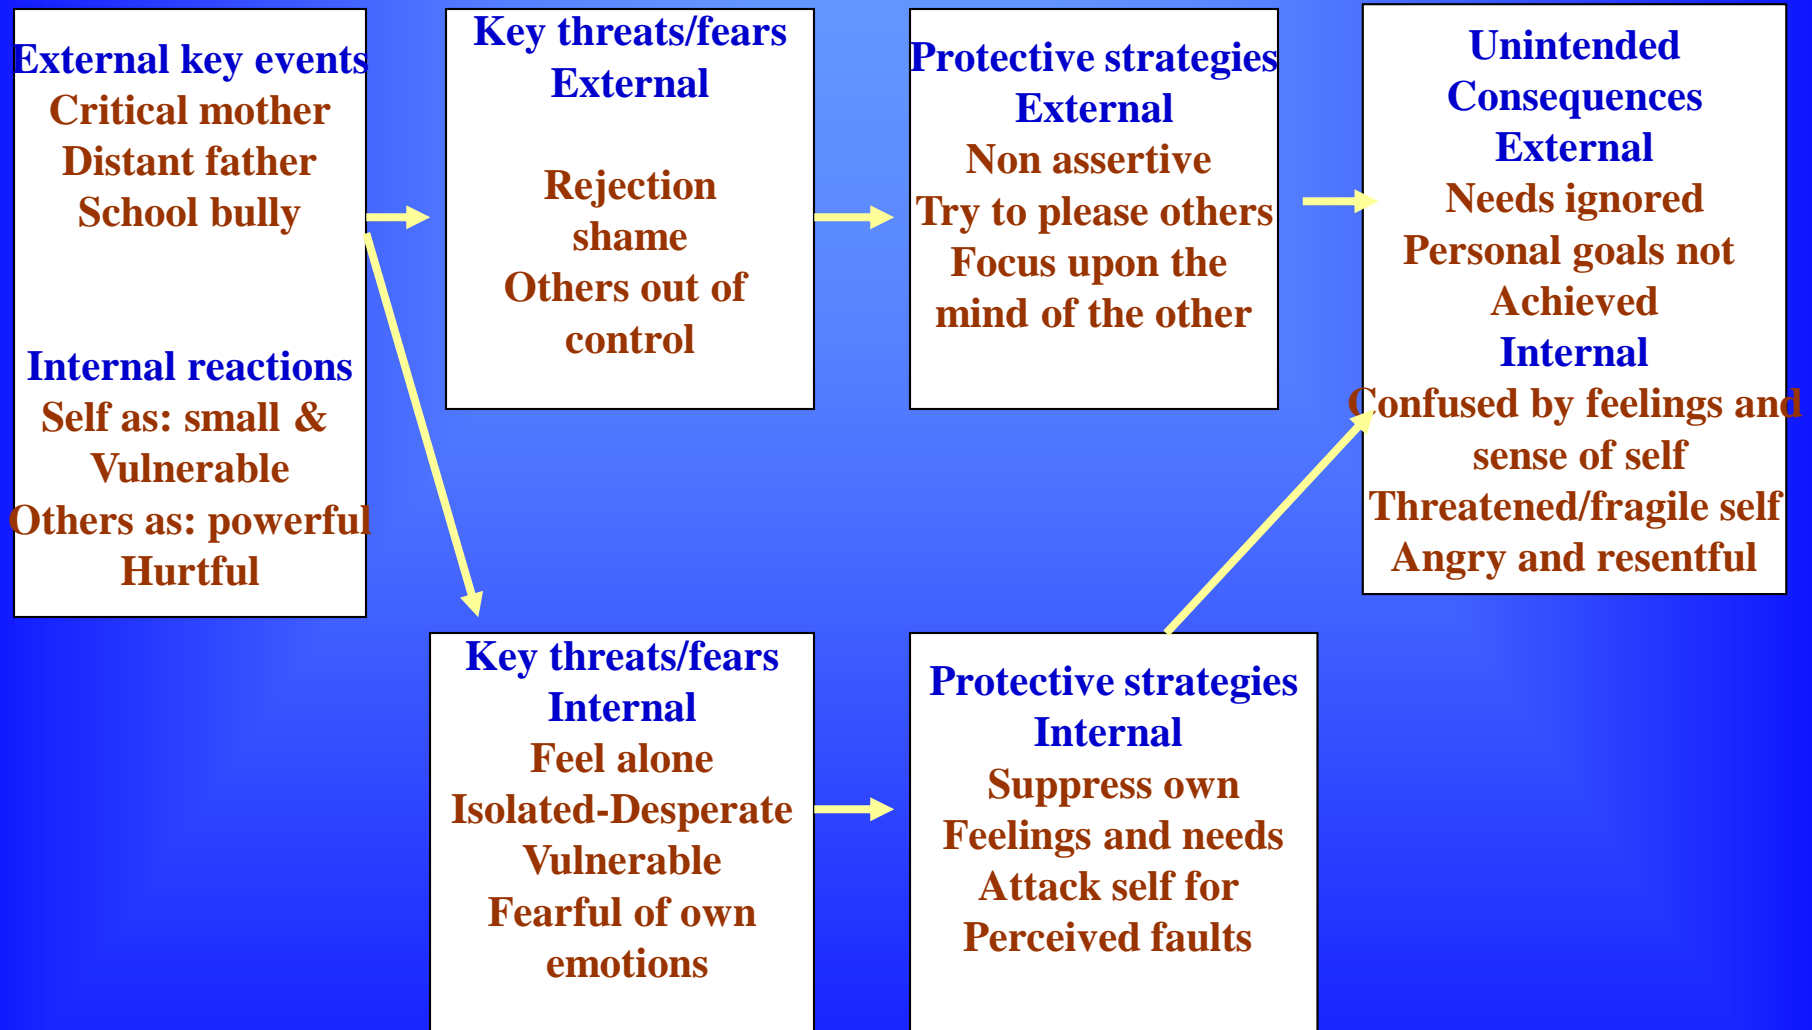 External key events
Critical mother
Distant father
School bully
Internal reactions
Self as: small &
Vulnerable
Others as: powerful
Hurtful
Key threats/fears
External
Rejection
shame
Others out of
control
Key threats/fears
Internal
Feel alone
Isolated-Desperate
Vulnerable
Fearful of own
emotions
Protective strategies
External
Non assertive
Try to please others
Focus upon the
mind of the other
Protective strategies
Internal
Suppress own
Feelings and needs
Attack self for
Perceived faults
Unintended
Consequences
External
Needs ignored
Personal goals not
Achieved
Internal
Confused by feelings and
sense of self
Threatened/fragile self
Angry and resentful